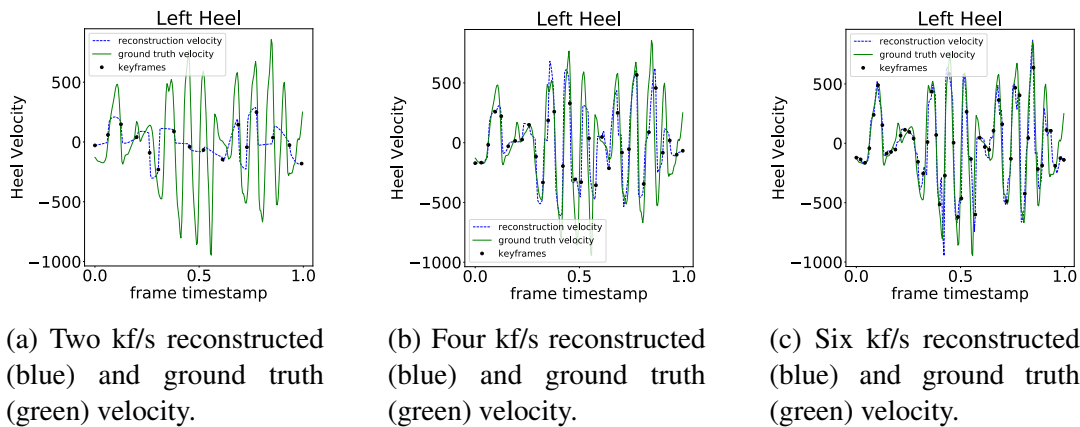 Left Heel
reconstruction velocity
ground truth velocity
keyframes
500
0
−500
−1000
Heel Velocity
0.0 0.5 1.0
frame timestamp
(a) Two kf/s reconstructed
(blue) and ground truth
(green) velocity.
Left Heel
500
0
−500
−1000
Heel Velocity
reconstruction velocity
ground truth velocity
keyframes
0.0 0.5 1.0
frame timestamp
(b) Four kf/s reconstructed
(blue) and ground truth
(green) velocity.
Left Heel
reconstruction velocity
ground truth velocity
keyframes
500
0
−500
−1000
Heel Velocity
0.0 0.5 1.0
frame timestamp
(c) Six kf/s reconstructed
(blue) and ground truth
(green) velocity.